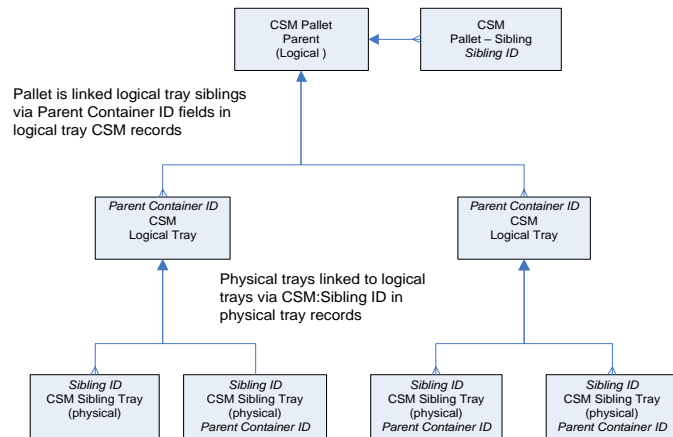 CSM Pallet
Parent
(Logical )
CSM
Pallet – Sibling
Sibling ID
Pallet is linked logical tray siblings
via Parent Container ID fields in
logical tray CSM records
Parent Container ID
CSM
Logical Tray
Parent Container ID
CSM
Logical Tray
Physical trays linked to logical
trays via CSM:Sibling ID in
physical tray records
Sibling ID
CSM Sibling Tray
(physical)
Sibling ID
CSM Sibling Tray
(physical)
Parent Container ID
Sibling ID
CSM Sibling Tray
(physical)
Parent Container ID
Sibling ID
CSM Sibling Tray
(physical)
Parent Container ID